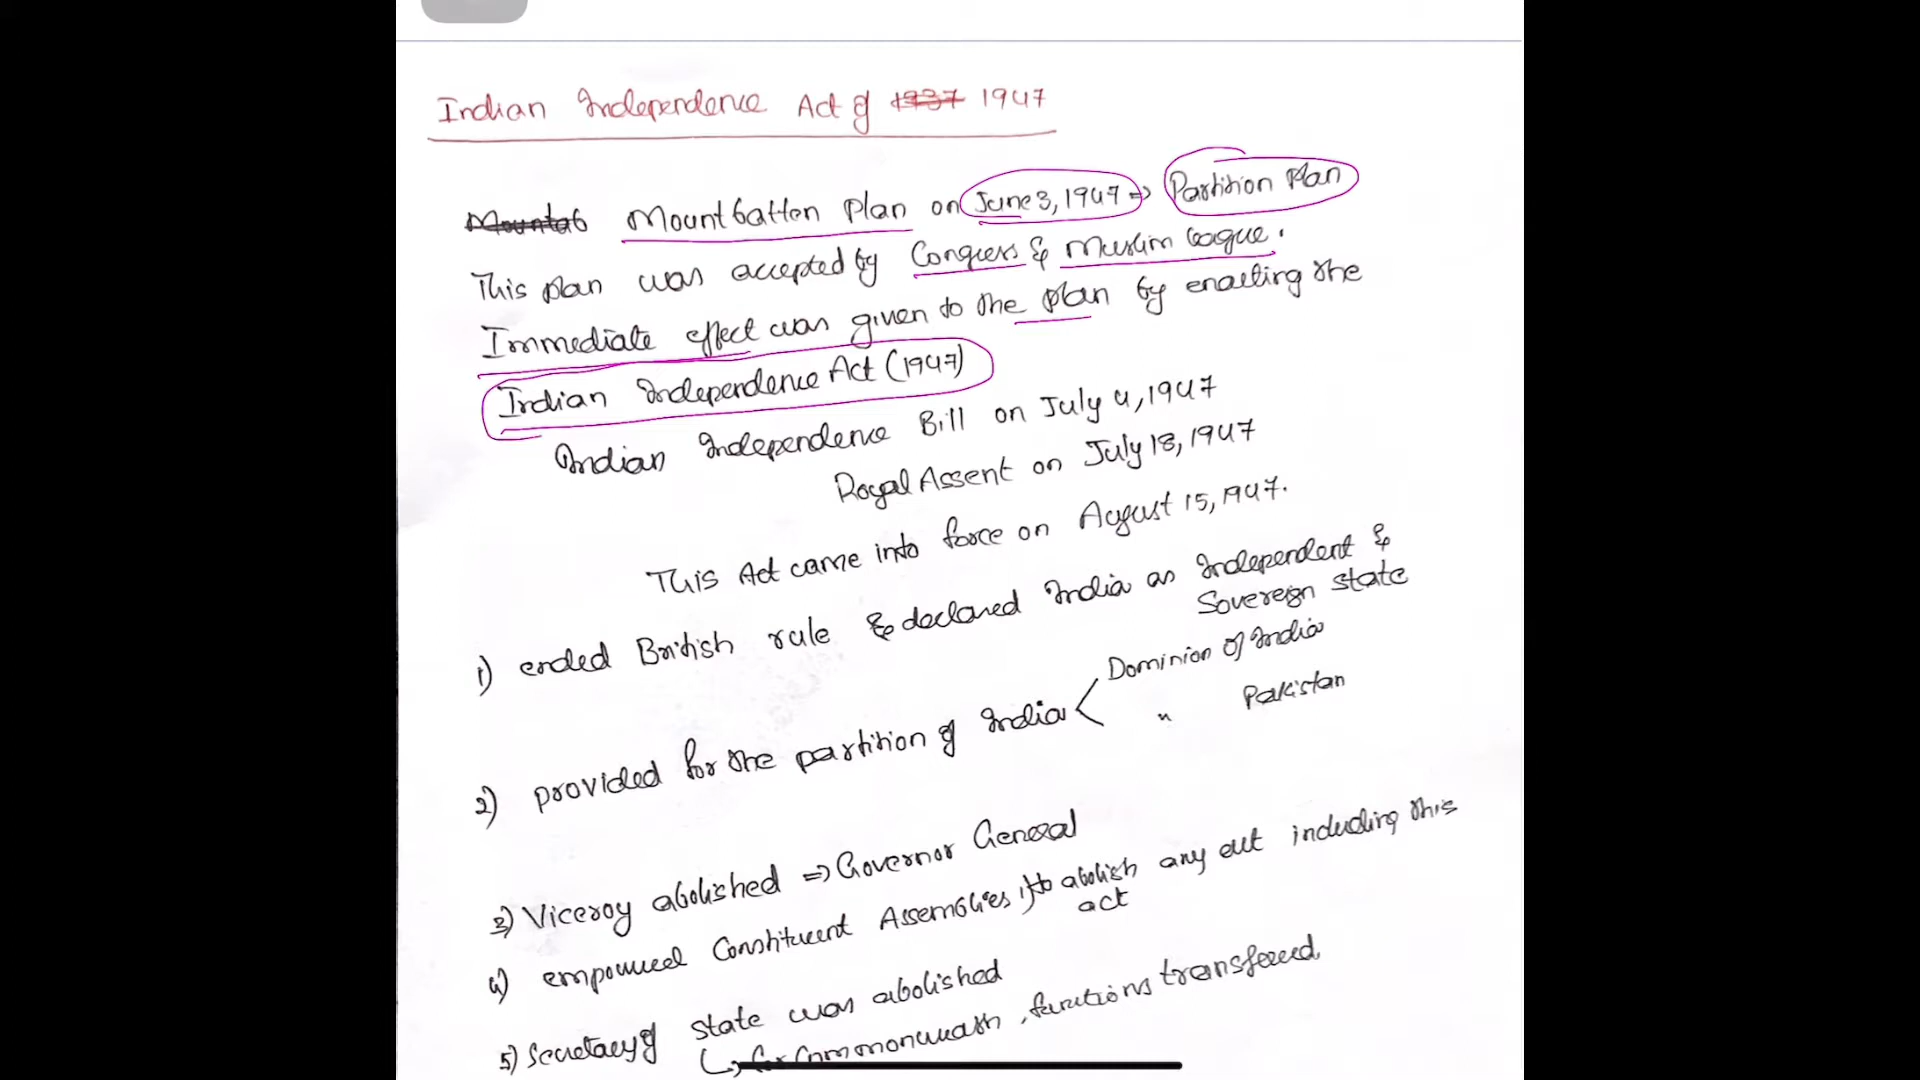 Indian Independence Act of 1937 1947
Mountab Mountbatten Plan on June 3, 1947 => Partition Plan
This plan was accepted by Congress & Muslim league.
Immediate effect was given to the plan by enacting the
Indian Independence Act (1947)
Indian Independence Bill on July 4, 1947
Royal Assent on July 18, 1947
This Act came into force on August 15, 1947.
1) ended British rule & declared India as Independent &
Sovereign state
2) provided for the partition of India < Dominion of India
" Pakistan
3) Viceroy abolished => Governor General
4) empowered Constituent Assemblies, to abolish any act including this
act
5) Secretary of state was abolished
↳ for Commonwealth, functions transferred